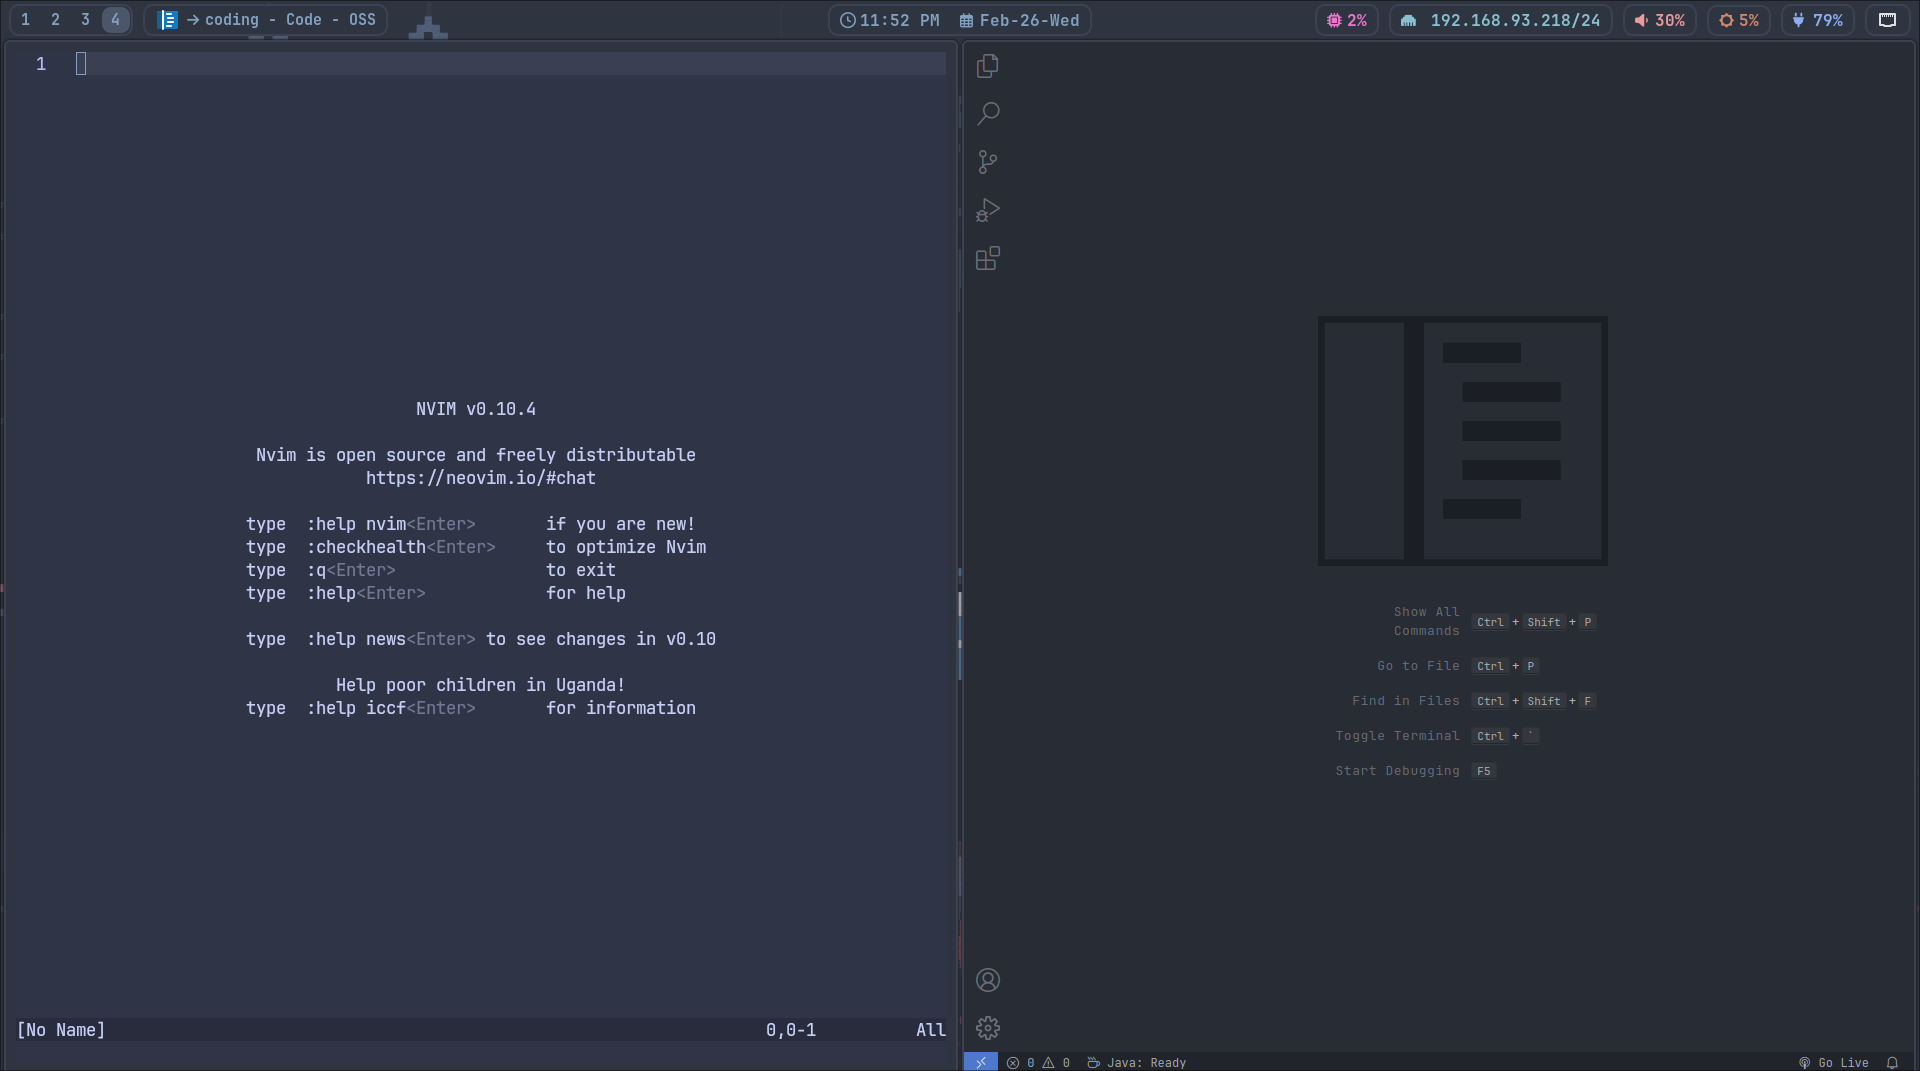 1 2 3 4 → coding - Code - OSS 11:52 PM Feb-26-Wed 2% 192.168.93.218/24 30% 5% 79%
1
NVIM v0.10.4
Nvim is open source and freely distributable
https://neovim.io/#chat
type :help nvim<Enter> if you are new!
type :checkhealth<Enter> to optimize Nvim
type :q<Enter> to exit
type :help<Enter> for help
type :help news<Enter> to see changes in v0.10
Help poor children in Uganda!
type :help iccf<Enter> for information
[No Name] 0,0-1 All
Show All
Commands Ctrl + Shift + P
Go to File Ctrl + P
Find in Files Ctrl + Shift + F
Toggle Terminal Ctrl + `
Start Debugging F5
0 0 Java: Ready Go Live